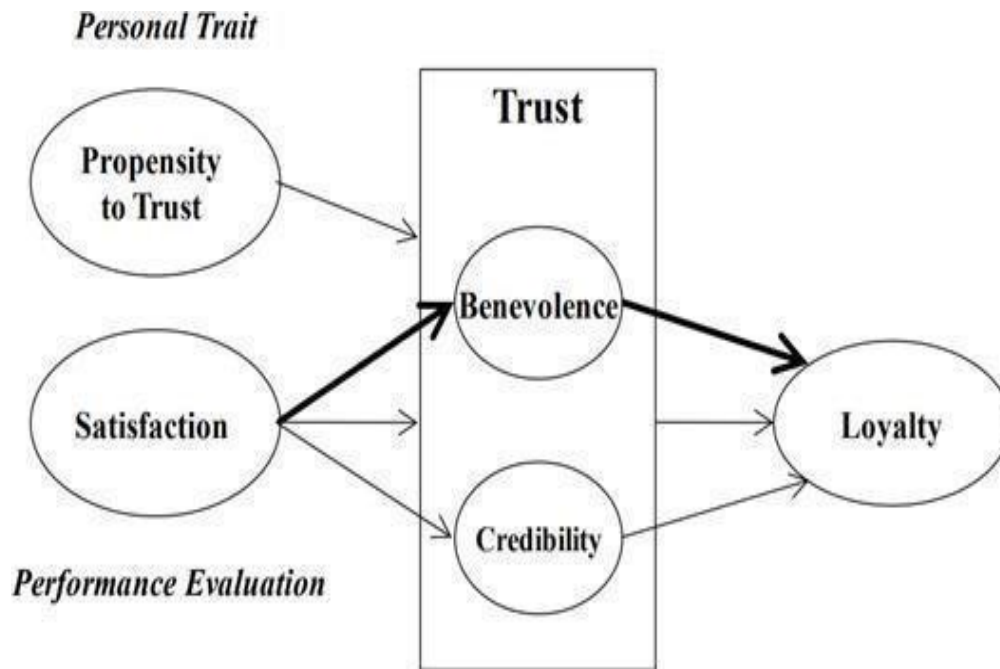 Personal Trait
Trust
Propensity
to Trust
Benevolence
Satisfaction
Loyalty
Credibility
Performance Evaluation